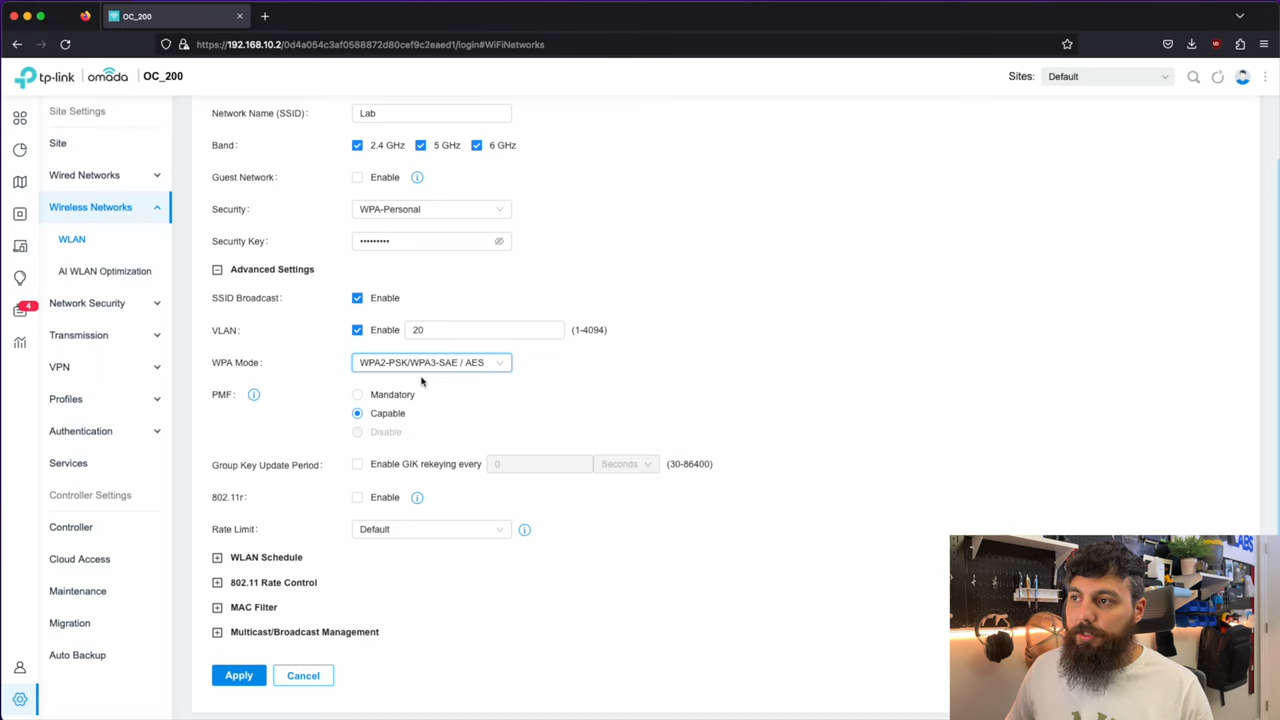 OC_200
https://192.168.10.2/0d4a054c3af0588872d80cef9c2eaed1/login#WiFiNetworks
tp-link omada OC_200
Sites: Default
Site Settings
Site
Wired Networks
Wireless Networks
WLAN
AI WLAN Optimization
Network Security
4
Transmission
VPN
Profiles
Authentication
Services
Controller Settings
Controller
Cloud Access
Maintenance
Migration
Auto Backup
Network Name (SSID): Lab
Band: 2.4 GHz 5 GHz 6 GHz
Guest Network: Enable
Security: WPA-Personal
Security Key: •••••••••
Advanced Settings
SSID Broadcast: Enable
VLAN: Enable 20 (1-4094)
WPA Mode: WPA2-PSK/WPA3-SAE / AES
PMF: Mandatory
Capable
Disable
Group Key Update Period: Enable GIK rekeying every 0 Seconds (30-86400)
802.11r: Enable
Rate Limit: Default
WLAN Schedule
802.11 Rate Control
MAC Filter
Multicast/Broadcast Management
Apply Cancel
ABS